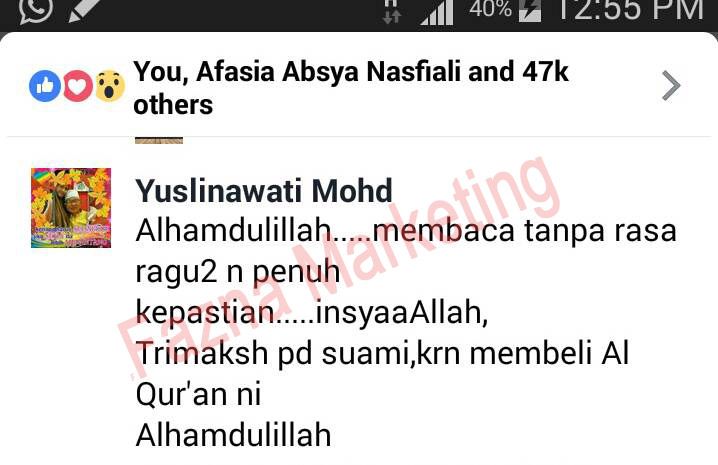 40% 12:55 PM
You, Afasia Absya Nasfiali and 47k
others
Yuslinawati Mohd
Alhamdulillah.....membaca tanpa rasa
ragu2 n penuh
kepastian.....insyaaAllah,
Trimaksh pd suami,krn membeli Al
Qur'an ni
Alhamdulillah
Fazna Marketing